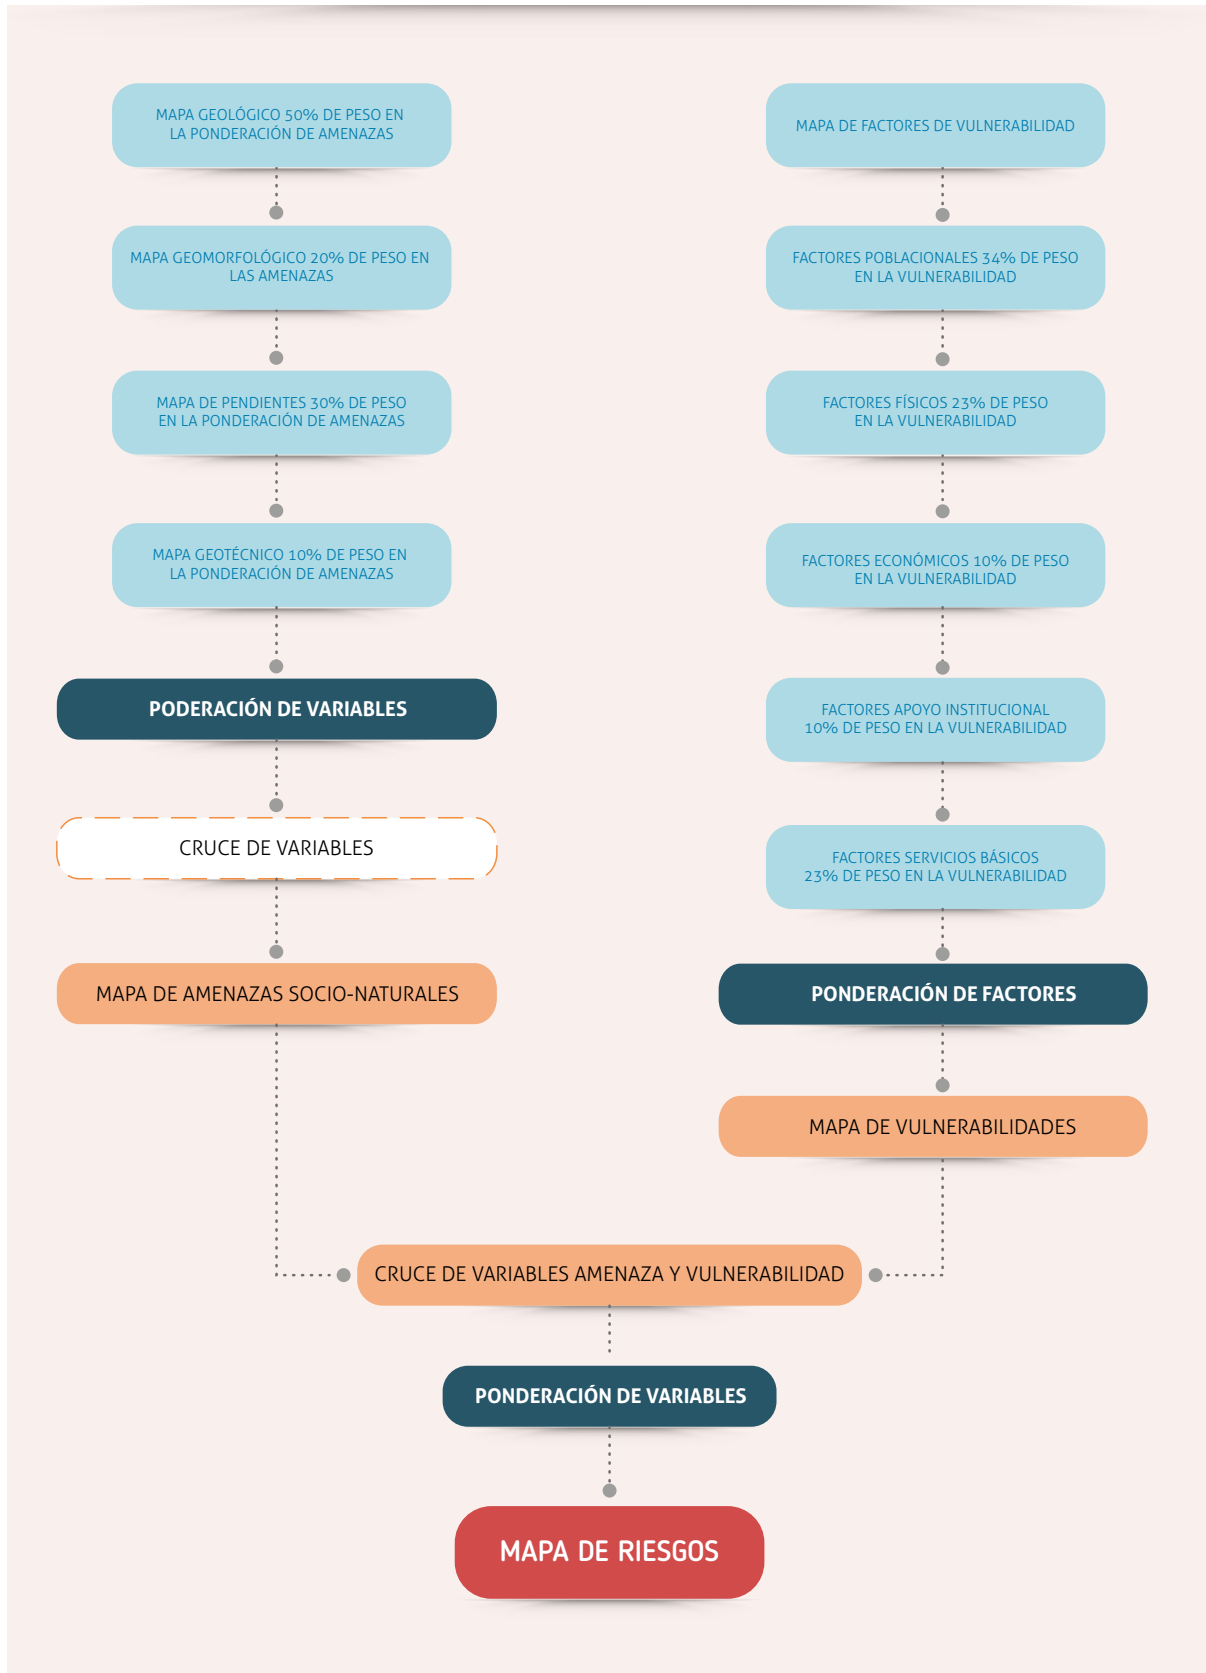 MAPA GEOLÓGICO 50% DE PESO EN
LA PONDERACIÓN DE AMENAZAS
MAPA GEOMORFOLÓGICO 20% DE PESO EN
LAS AMENAZAS
MAPA DE PENDIENTES 30% DE PESO
EN LA PONDERACIÓN DE AMENAZAS
MAPA GEOTÉCNICO 10% DE PESO EN
LA PONDERACIÓN DE AMENAZAS
PODERACIÓN DE VARIABLES
CRUCE DE VARIABLES
MAPA DE AMENAZAS SOCIO-NATURALES
MAPA DE FACTORES DE VULNERABILIDAD
FACTORES POBLACIONALES 34% DE PESO
EN LA VULNERABILIDAD
FACTORES FÍSICOS 23% DE PESO
EN LA VULNERABILIDAD
FACTORES ECONÓMICOS 10% DE PESO
EN LA VULNERABILIDAD
FACTORES APOYO INSTITUCIONAL
10% DE PESO EN LA VULNERABILIDAD
FACTORES SERVICIOS BÁSICOS
23% DE PESO EN LA VULNERABILIDAD
PONDERACIÓN DE FACTORES
MAPA DE VULNERABILIDADES
CRUCE DE VARIABLES AMENAZA Y VULNERABILIDAD
PONDERACIÓN DE VARIABLES
MAPA DE RIESGOS